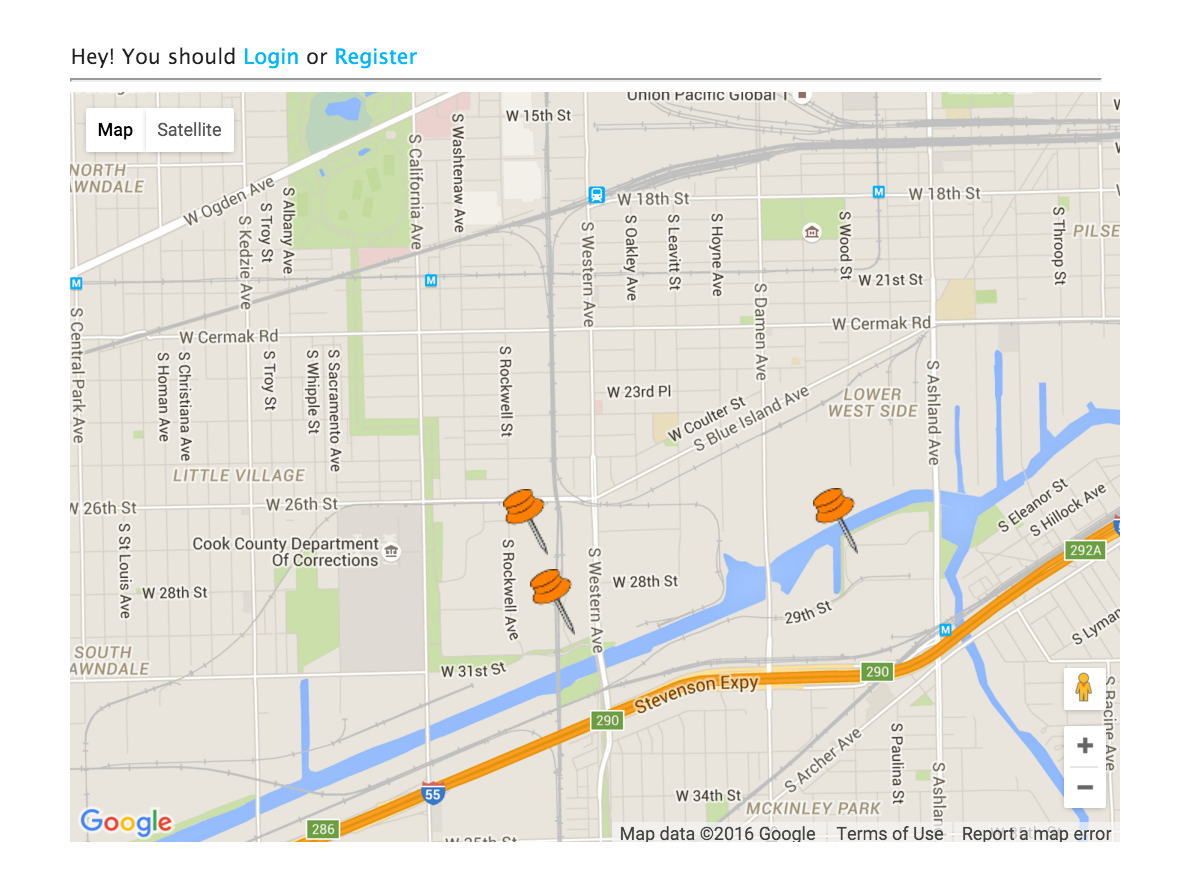 Hey! You should Login or Register
Map Satellite
Union Pacific Global 1
W 15th St
S Washtenaw Ave
S California Ave
NORTH
AWNDALE
W Ogden Ave
S Albany Ave
S Troy St
S Kedzie Ave
W 18th St
M
W 18th St
S Western Ave
S Oakley Ave
S Leavitt St
S Hoyne Ave
S Wood St
S Throop St
PILSE
M
M
W 21st St
S Damen Ave
S Central Park Ave
W Cermak Rd
W Cermak Rd
S Homan Ave
S Christiana Ave
S Troy St
S Whipple St
S Sacramento Ave
S Rockwell St
W 23rd Pl
W Coulter St
S Blue Island Ave
LOWER
WEST SIDE
S Ashland Ave
LITTLE VILLAGE
W 26th St
W 26th St
S Eleanor St
S Hillock Ave
S St Louis Ave
Cook County Department
Of Corrections
S Rockwell Ave
S Western Ave
292A
W 28th St
W 28th St
29th St
M
S Lyman
SOUTH
AWNDALE
W 31st St
290
Stevenson Expy
290
S Racine Ave
S Archer Ave
S Paulina St
S Ashlan
55
W 34th St
MCKINLEY PARK
Google
286
W 25th St
Map data ©2016 Google Terms of Use Report a map error